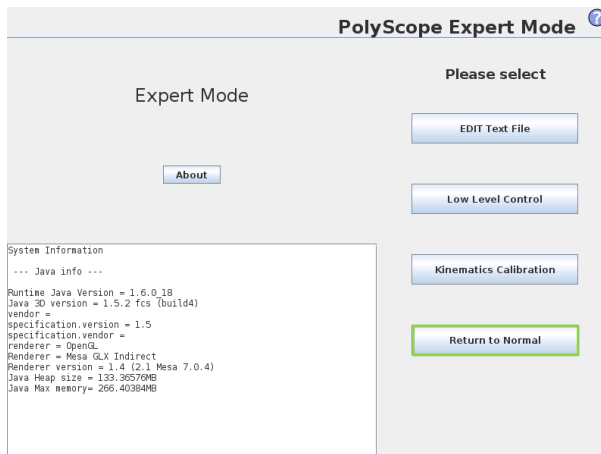 PolyScope Expert Mode
?
Please select
Expert Mode
EDIT Text File
About
Low Level Control
System Information
--- Java info ---
Runtime Java Version = 1.6.0_18
Java 3D version = 1.5.2 fcs (build4)
vendor =
specification.version = 1.5
specification.vendor =
renderer = OpenGL
Renderer = Mesa GLX Indirect
Renderer version = 1.4 (2.1 Mesa 7.0.4)
Java Heap size = 133.36576MB
Java Max memory= 266.40384MB
Kinematics Calibration
Return to Normal